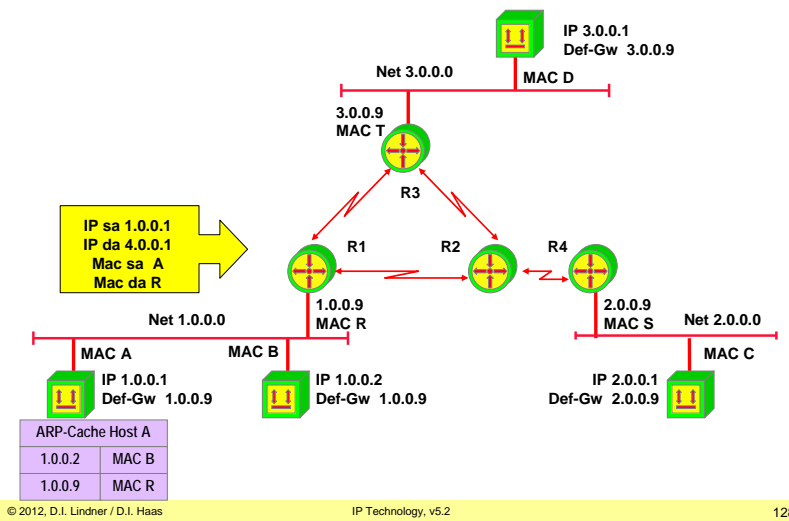 IP 3.0.0.1
Def-Gw 3.0.0.9
Net 3.0.0.0
MAC D
3.0.0.9
MAC T
R3
IP sa 1.0.0.1
IP da 4.0.0.1
Mac sa A
Mac da R
R1
R2
R4
1.0.0.9
MAC R
2.0.0.9
MAC S
Net 1.0.0.0
Net 2.0.0.0
MAC A
MAC B
MAC C
IP 1.0.0.1
Def-Gw 1.0.0.9
IP 1.0.0.2
Def-Gw 1.0.0.9
IP 2.0.0.1
Def-Gw 2.0.0.9
ARP-Cache Host A
1.0.0.2 MAC B
1.0.0.9 MAC R
© 2012, D.I. Lindner / D.I. Haas
IP Technology, v5.2